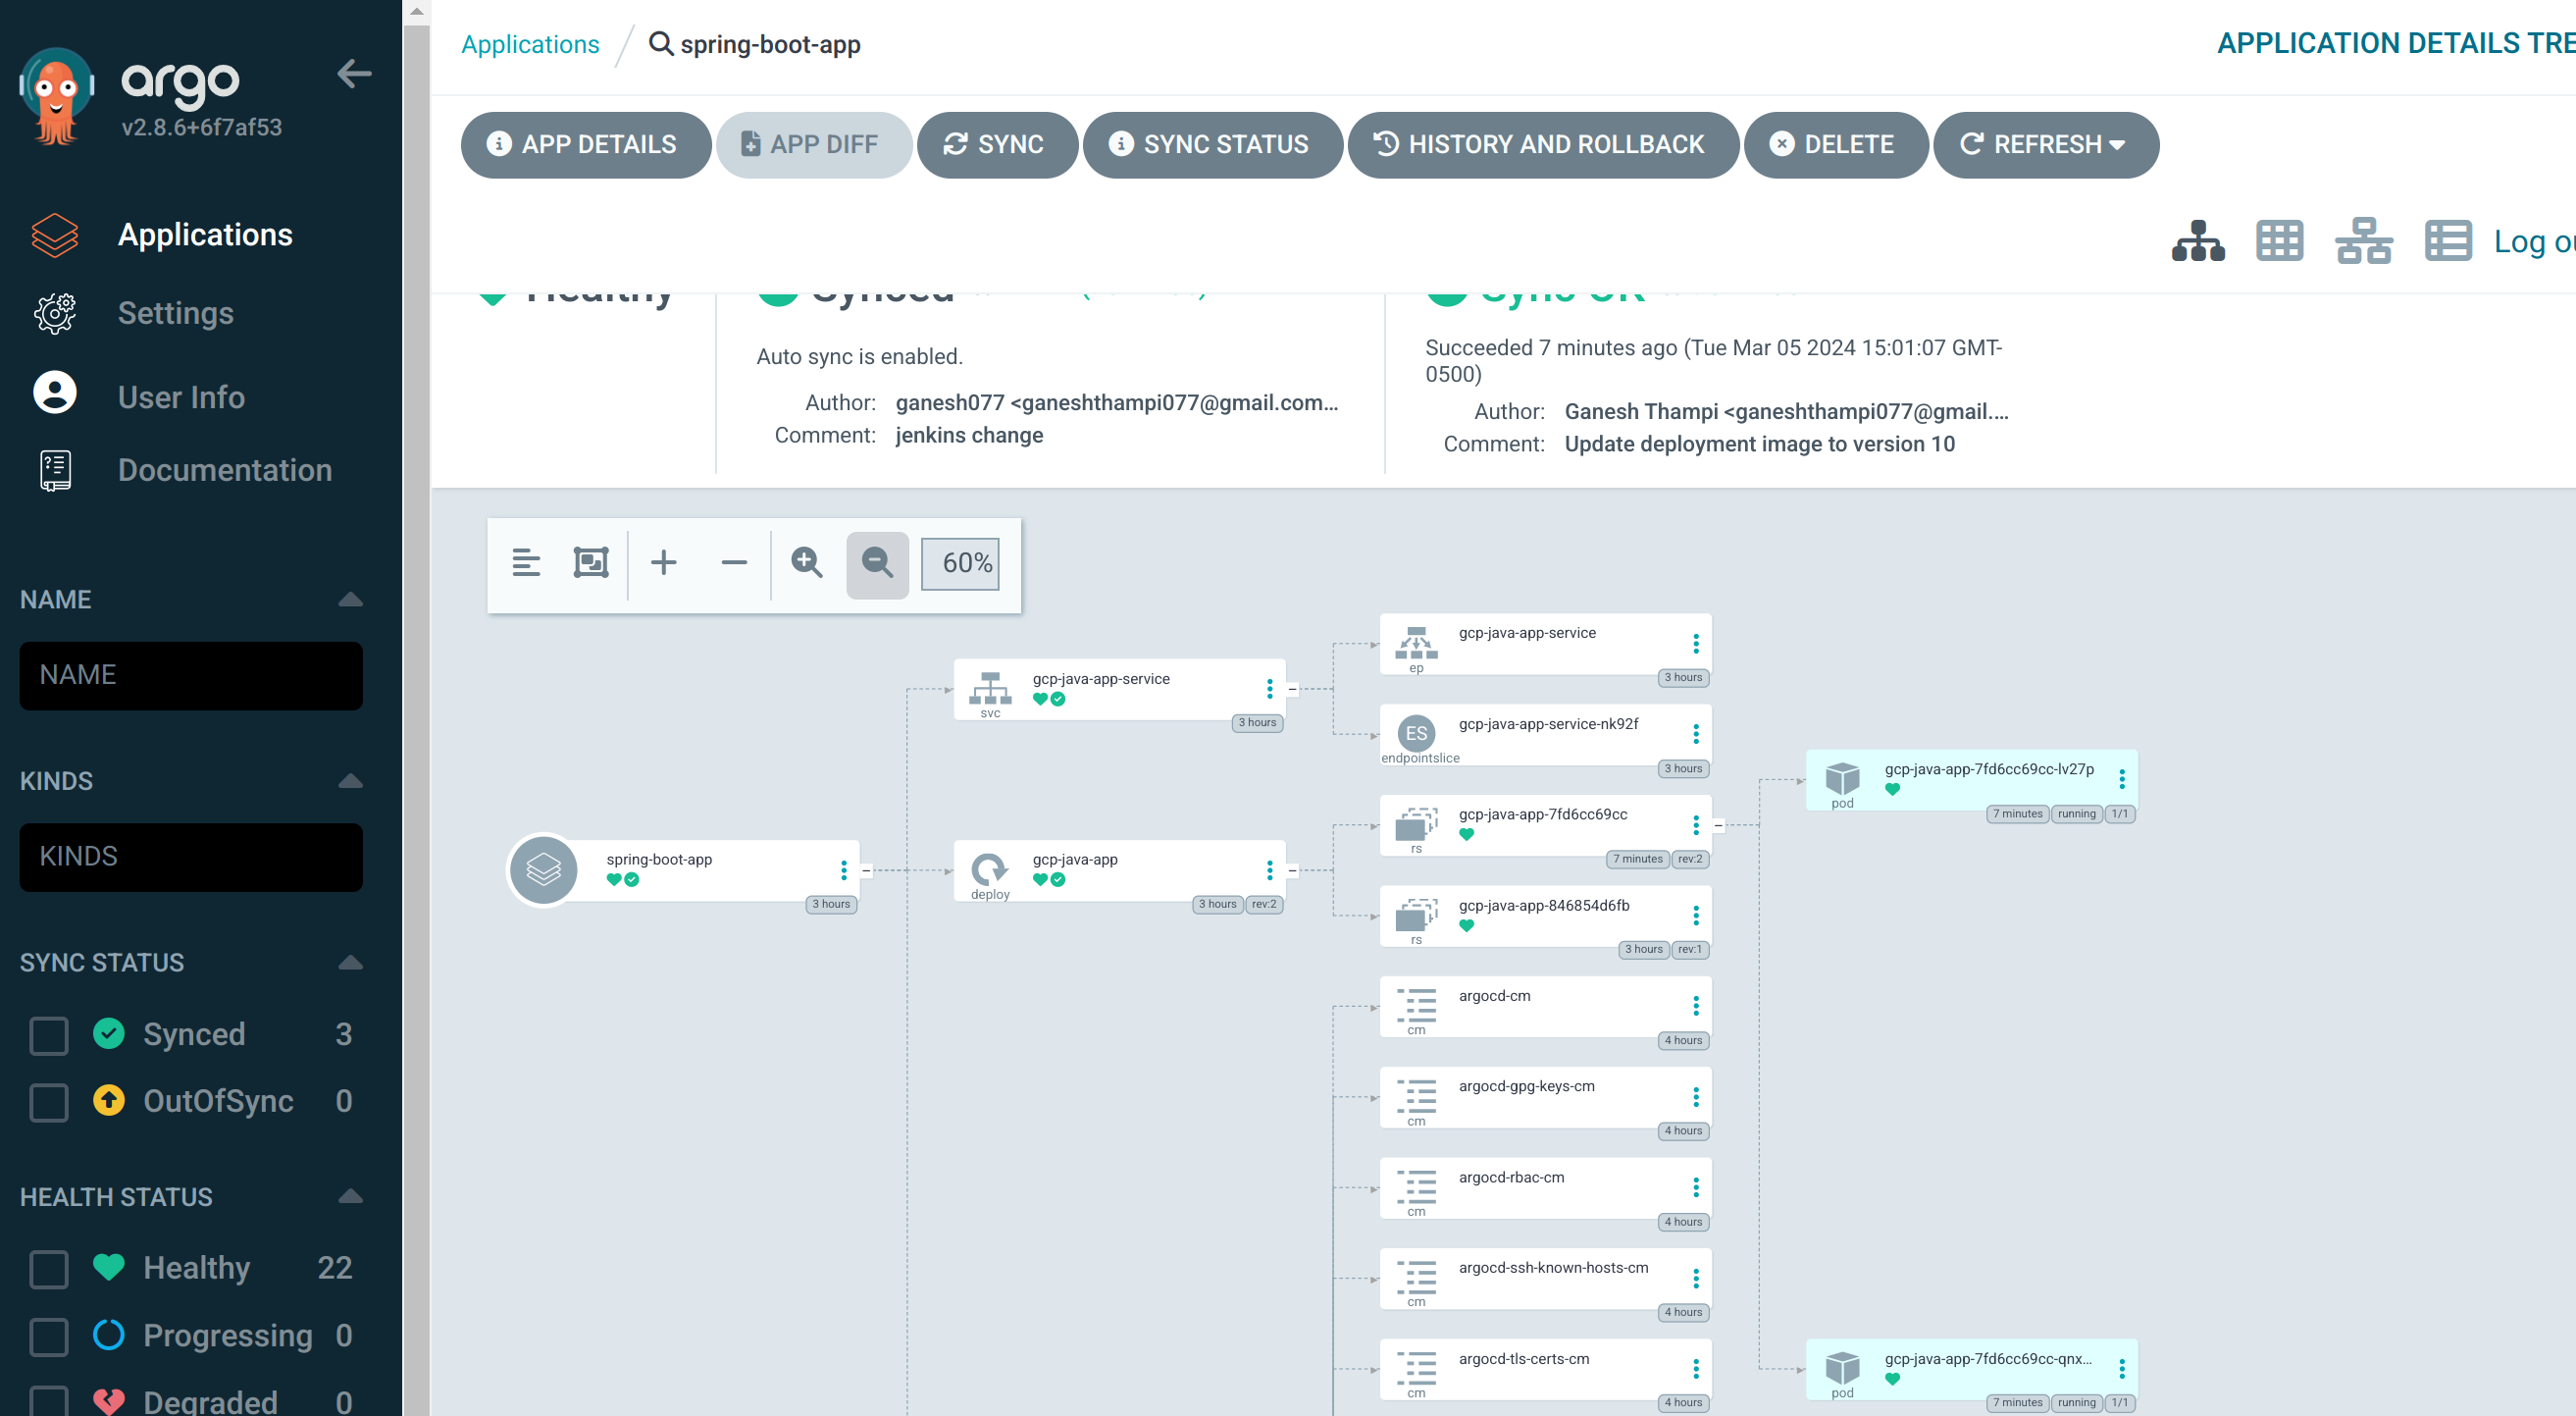 argo
v2.8.6+6f7af53
Applications
Settings
User Info
Documentation
NAME
NAME
KINDS
KINDS
SYNC STATUS
Synced 3
OutOfSync 0
HEALTH STATUS
Healthy 22
Progressing 0
Degraded 0
Applications / spring-boot-app
APPLICATION DETAILS TRE
APP DETAILS
APP DIFF
SYNC
SYNC STATUS
HISTORY AND ROLLBACK
DELETE
REFRESH
Log ou
Healthy
Synced
Sync OK
Auto sync is enabled.
Author: ganesh077 <ganeshthampi077@gmail.com...
Comment: jenkins change
Succeeded 7 minutes ago (Tue Mar 05 2024 15:01:07 GMT-
0500)
Author: Ganesh Thampi <ganeshthampi077@gmail....
Comment: Update deployment image to version 10
60%
spring-boot-app
3 hours
gcp-java-app-service
svc
3 hours
gcp-java-app
deploy
3 hours rev:2
gcp-java-app-service
ep
3 hours
ES
gcp-java-app-service-nk92f
endpointslice
3 hours
gcp-java-app-7fd6cc69cc
rs
7 minutes rev:2
gcp-java-app-846854d6fb
rs
3 hours rev:1
argocd-cm
cm
4 hours
argocd-gpg-keys-cm
cm
4 hours
argocd-rbac-cm
cm
4 hours
argocd-ssh-known-hosts-cm
cm
4 hours
argocd-tls-certs-cm
cm
4 hours
gcp-java-app-7fd6cc69cc-lv27p
pod
7 minutes running 1/1
gcp-java-app-7fd6cc69cc-qnx...
pod
7 minutes running 1/1